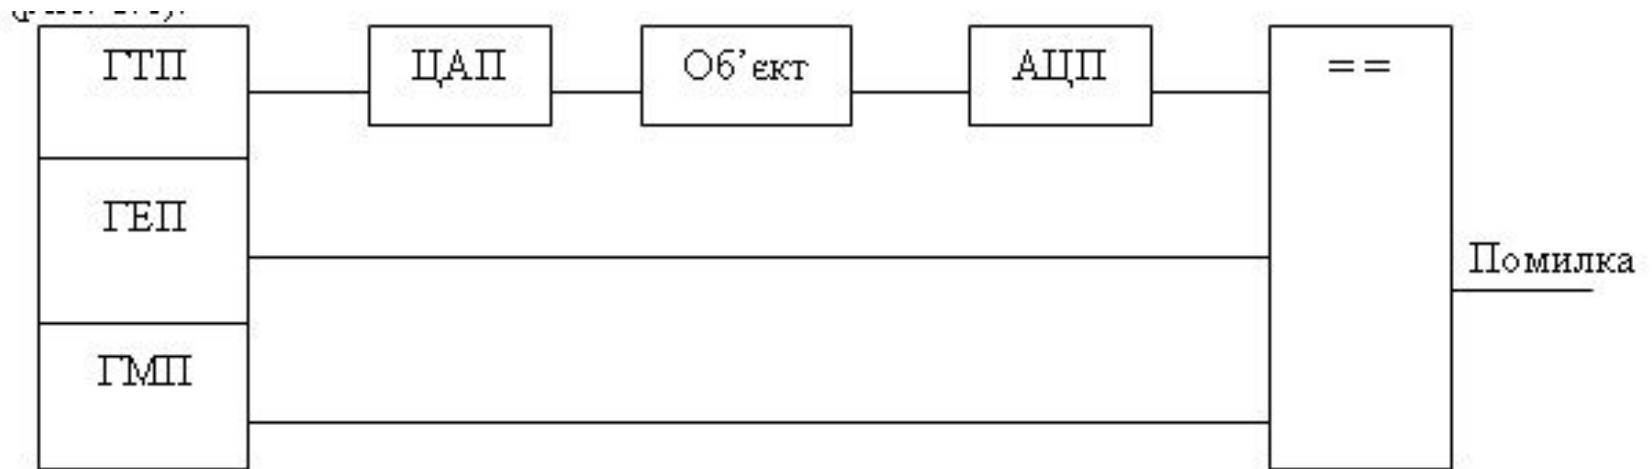 ГТП
ЦАП
Об’єкт
АЦП
==
ГЕП
Помилка
ГМП